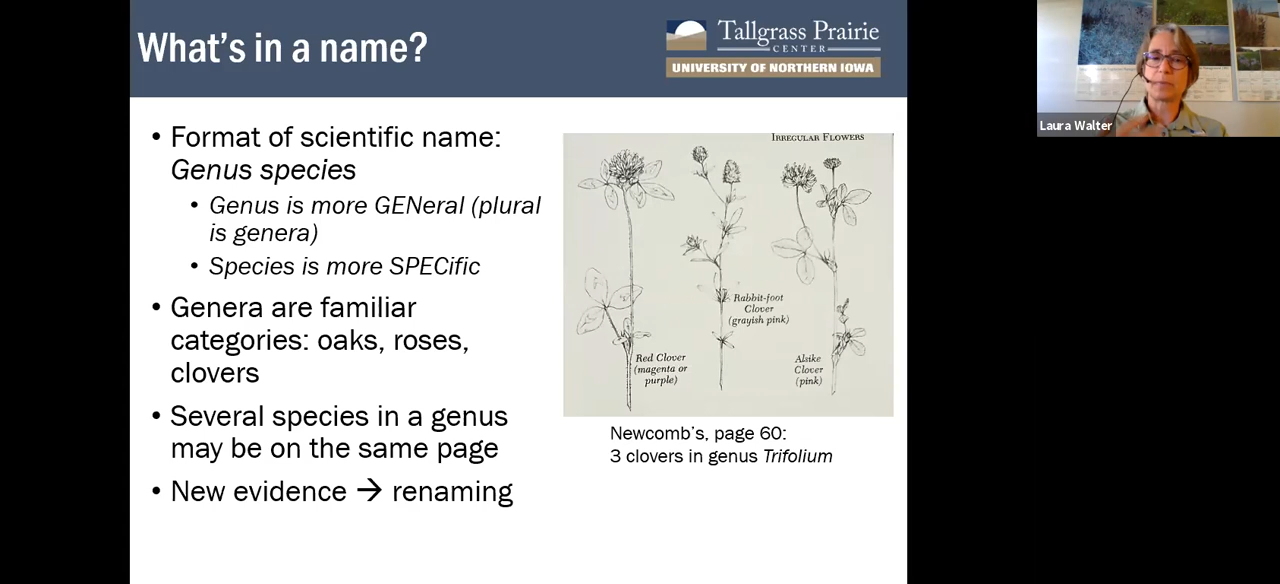 What's in a name?
Tallgrass Prairie
CENTER
UNIVERSITY OF NORTHERN IOWA
Laura Walter
• Format of scientific name:
Genus species
• Genus is more GENeral (plural
is genera)
• Species is more SPECific
• Genera are familiar
categories: oaks, roses,
clovers
• Several species in a genus
may be on the same page
• New evidence → renaming
IRREGULAR FLOWERS
Rabbit-foot
Clover
(grayish pink)
Red Clover
(magenta or
purple)
Alsike
Clover
(pink)
Newcomb's, page 60:
3 clovers in genus Trifolium